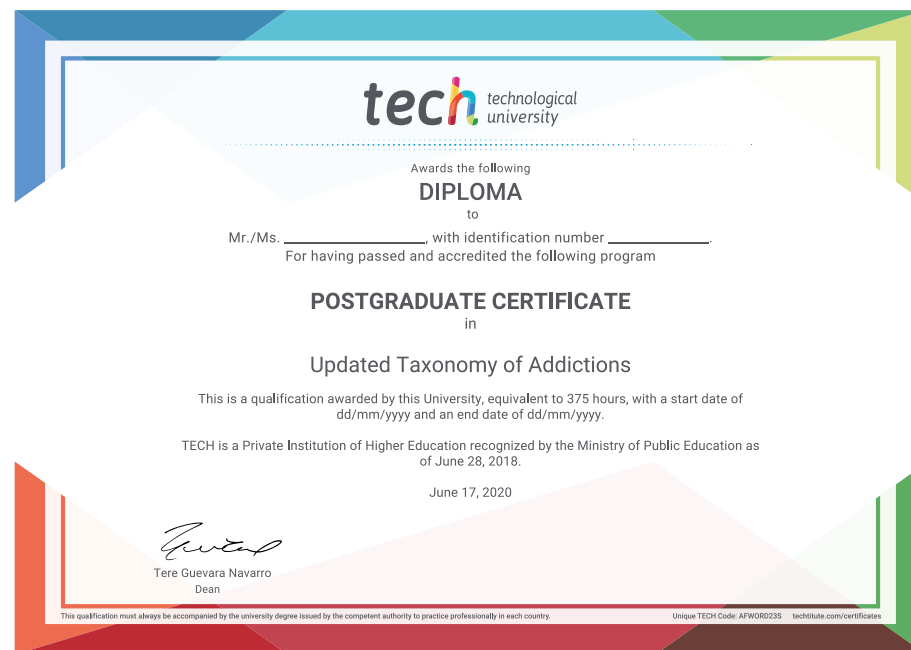 tech technological
university
Awards the following
DIPLOMA
to
Mr./Ms. ____________, with identification number _________.
For having passed and accredited the following program
POSTGRADUATE CERTIFICATE
in
Updated Taxonomy of Addictions
This is a qualification awarded by this University, equivalent to 375 hours, with a start date of
dd/mm/yyyy and an end date of dd/mm/yyyy.
TECH is a Private Institution of Higher Education recognized by the Ministry of Public Education as
of June 28, 2018.
June 17, 2020
Tere Guevara Navarro
Dean
This qualification must always be accompanied by the university degree issued by the competent authority to practice professionally in each country.
Unique TECH Code: AFWORD23S techtitute.com/certificates